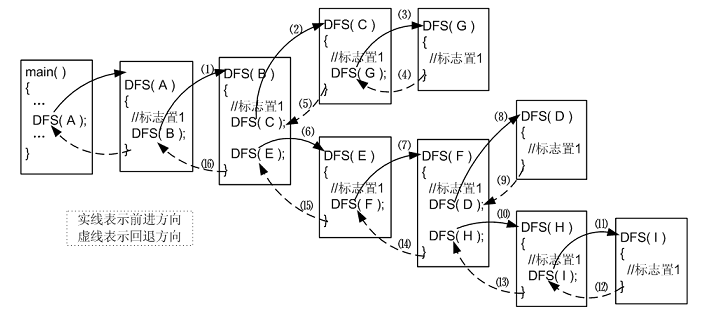 main( )
{
...
DFS( A );
...
}
DFS( A )
{
//标志置1
DFS( B );
}
(1)
(16)
DFS( B )
{
//标志置1
DFS( C );
DFS( E );
}
(2)
(5)
(6)
(15)
DFS( C )
{
//标志置1
DFS( G );
}
(3)
(4)
DFS( G )
{
//标志置1
}
DFS( E )
{
//标志置1
DFS( F );
}
(7)
(14)
DFS( F )
{
//标志置1
DFS( D );
DFS( H );
}
(8)
(9)
(10)
(13)
DFS( D )
{
//标志置1
}
DFS( H )
{
//标志置1
DFS( I );
}
(11)
(12)
DFS( I )
{
//标志置1
}
实线表示前进方向
虚线表示回退方向